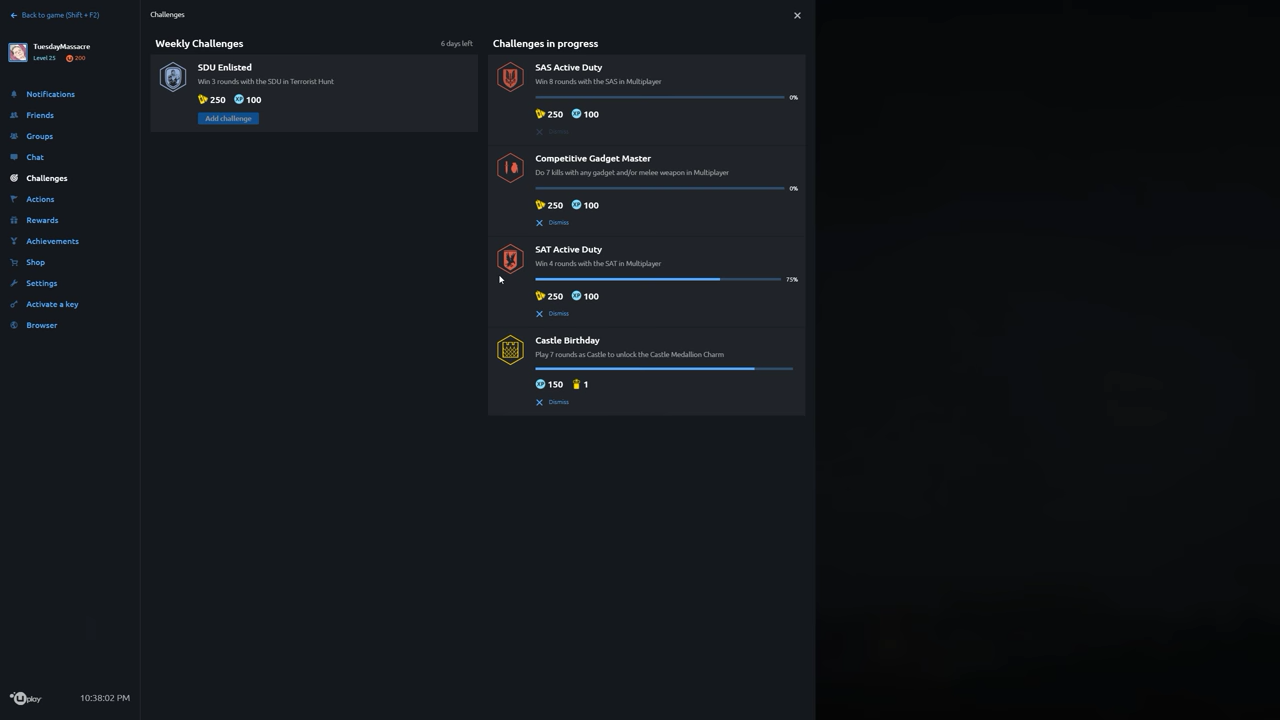 Back to game (Shift + F2)
TuesdayMassacre
Level 25 200
Notifications
Friends
Groups
Chat
Challenges
Actions
Rewards
Achievements
Shop
Settings
Activate a key
Browser
uplay
10:38:02 PM
Challenges
Weekly Challenges
6 days left
SDU Enlisted
Win 3 rounds with the SDU in Terrorist Hunt
250 XP 100
Add challenge
Challenges in progress
SAS Active Duty
Win 8 rounds with the SAS in Multiplayer
0%
250 XP 100
Dismiss
Competitive Gadget Master
Do 7 kills with any gadget and/or melee weapon in Multiplayer
0%
250 XP 100
Dismiss
SAT Active Duty
Win 4 rounds with the SAT in Multiplayer
75%
250 XP 100
Dismiss
Castle Birthday
Play 7 rounds as Castle to unlock the Castle Medallion Charm
XP 150 1
Dismiss